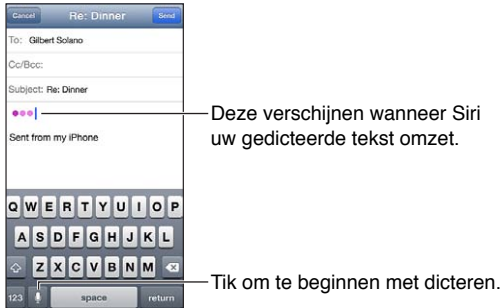 Cancel Re: Dinner Send
To: Gilbert Solano
Cc/Bcc:
Subject: Re: Dinner
Deze verschijnen wanneer Siri
uw gedicteerde tekst omzet.
Sent from my iPhone
Q W E R T Y U I O P
A S D F G H J K L
Z X C V B N M
123 space return
Tik om te beginnen met dicteren.